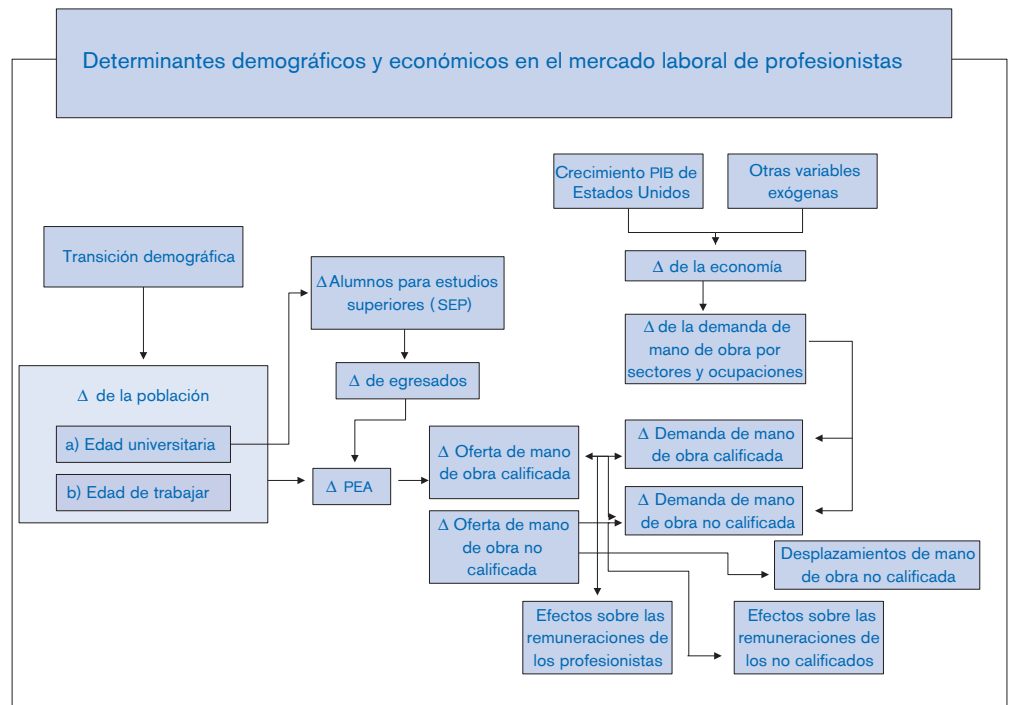 Determinantes demográficos y económicos en el mercado laboral de profesionistas
Crecimiento PIB de
Estados Unidos
Otras variables
exógenas
Transición demográfica
Δ de la economía
Δ Alumnos para estudios
superiores (SEP)
Δ de la demanda de
mano de obra por
sectores y ocupaciones
Δ de egresados
Δ de la población
a) Edad universitaria
b) Edad de trabajar
Δ PEA
Δ Oferta de mano
de obra calificada
Δ Demanda de mano
de obra calificada
Δ Oferta de mano
de obra no
calificada
Δ Demanda de mano
de obra no calificada
Desplazamientos de mano
de obra no calificada
Efectos sobre las
remuneraciones de
los profesionistas
Efectos sobre las
remuneraciones de
los no calificados